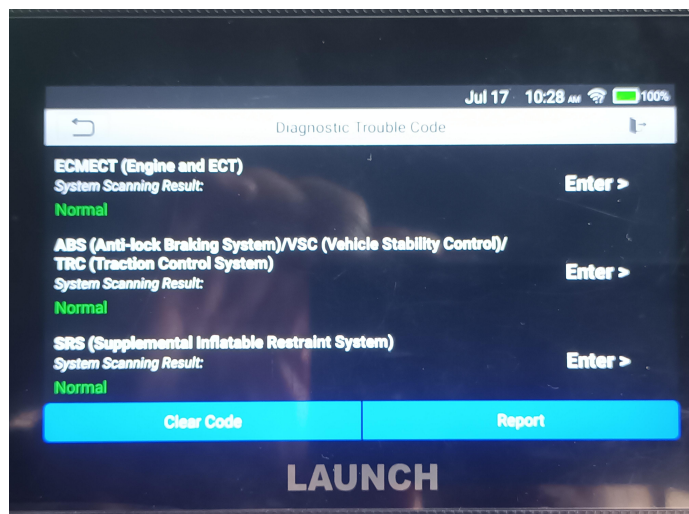 Jul 17 10:28 AM 100%
Diagnostic Trouble Code
ECMECT (Engine and ECT)
System Scanning Result:
Enter >
Normal
ABS (Anti-lock Braking System)/VSC (Vehicle Stability Control)/
TRC (Traction Control System)
System Scanning Result:
Enter >
Normal
SRS (Supplemental Inflatable Restraint System)
System Scanning Result:
Enter >
Normal
Clear Code
Report
LAUNCH